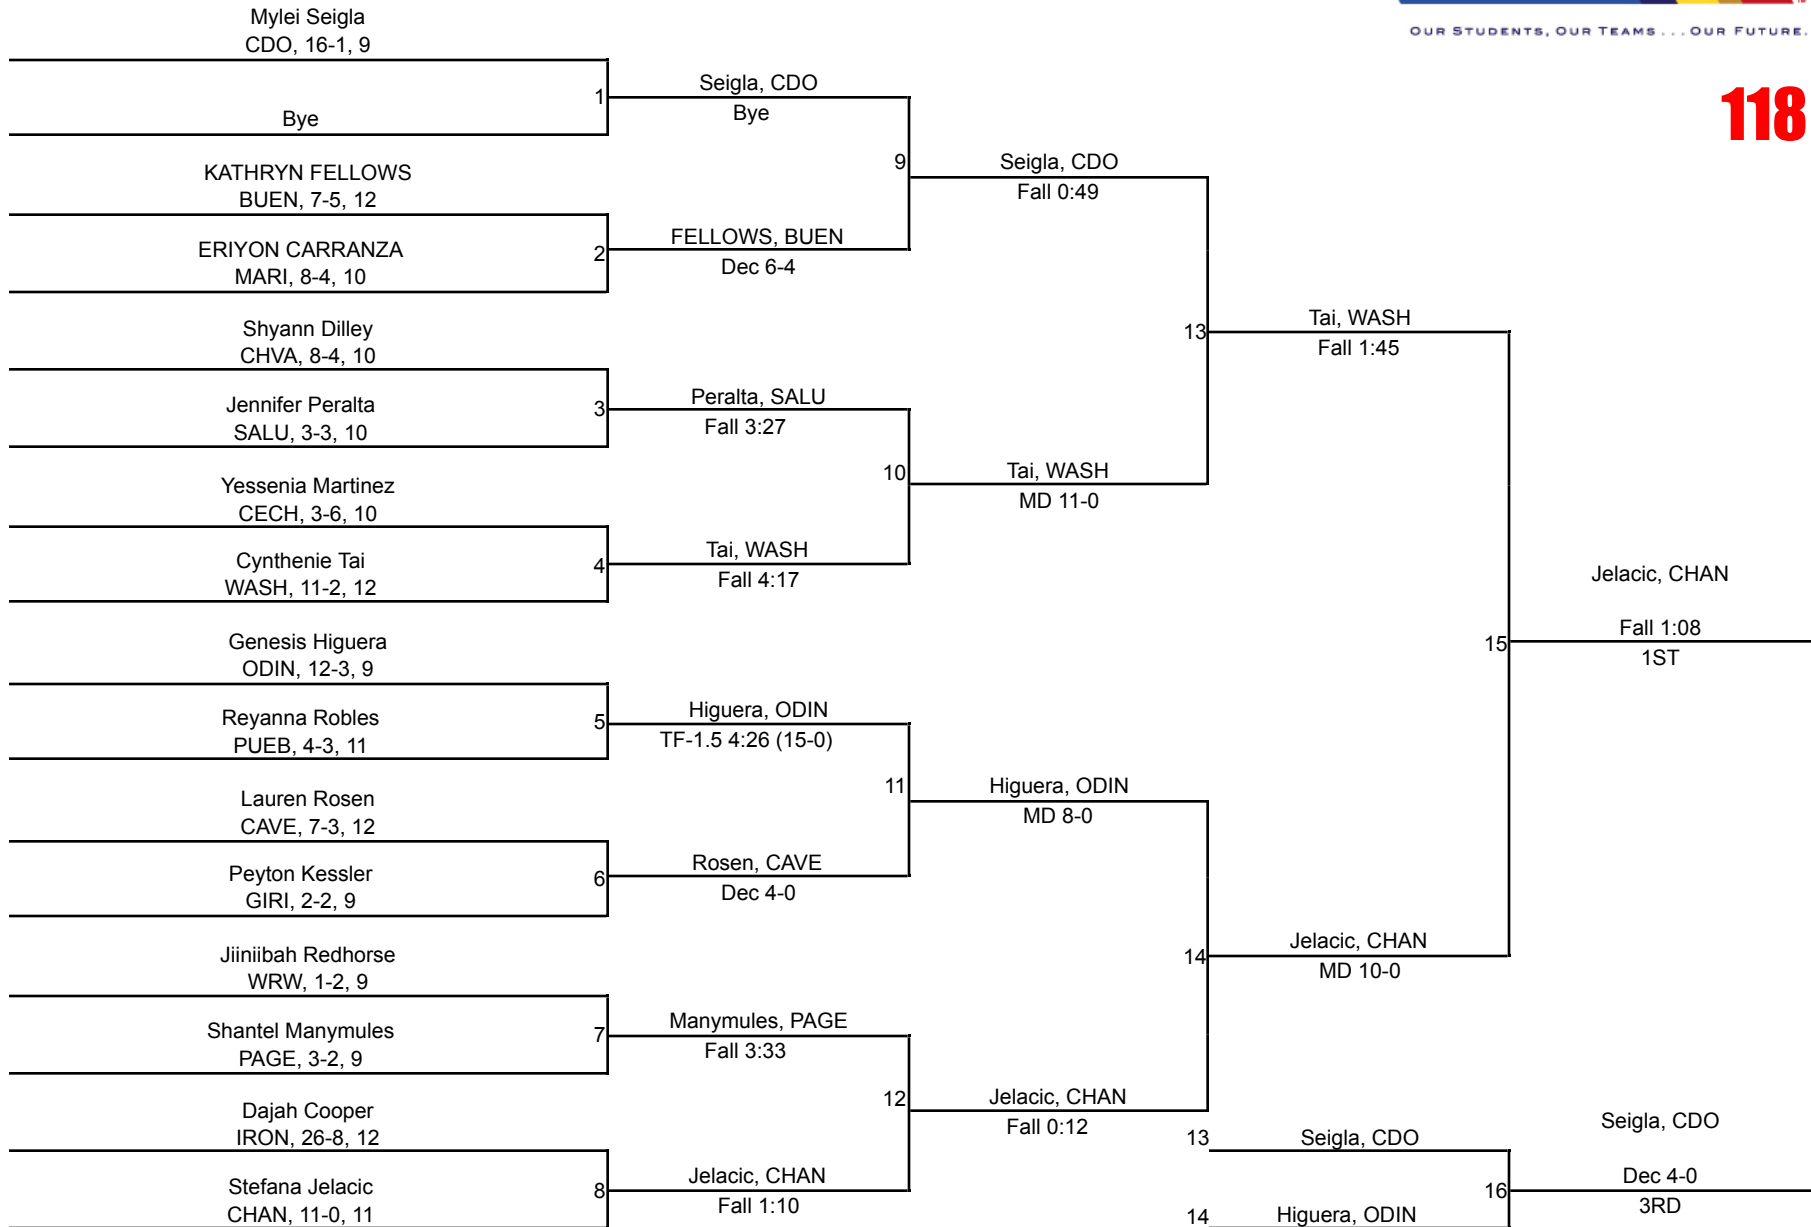 OUR STUDENTS, OUR TEAMS . . . OUR FUTURE.
118
Mylei Seigla
CDO, 16-1, 9
Bye
1
Seigla, CDO
Bye
KATHRYN FELLOWS
BUEN, 7-5, 12
ERIYON CARRANZA
MARI, 8-4, 10
2
FELLOWS, BUEN
Dec 6-4
9
Seigla, CDO
Fall 0:49
Shyann Dilley
CHVA, 8-4, 10
Jennifer Peralta
SALU, 3-3, 10
3
Peralta, SALU
Fall 3:27
Yessenia Martinez
CECH, 3-6, 10
Cynthenie Tai
WASH, 11-2, 12
4
Tai, WASH
Fall 4:17
10
Tai, WASH
MD 11-0
13
Tai, WASH
Fall 1:45
Genesis Higuera
ODIN, 12-3, 9
Reyanna Robles
PUEB, 4-3, 11
5
Higuera, ODIN
TF-1.5 4:26 (15-0)
Lauren Rosen
CAVE, 7-3, 12
Peyton Kessler
GIRI, 2-2, 9
6
Rosen, CAVE
Dec 4-0
11
Higuera, ODIN
MD 8-0
Jiiniibah Redhorse
WRW, 1-2, 9
Shantel Manymules
PAGE, 3-2, 9
7
Manymules, PAGE
Fall 3:33
Dajah Cooper
IRON, 26-8, 12
Stefana Jelacic
CHAN, 11-0, 11
8
Jelacic, CHAN
Fall 1:10
12
Jelacic, CHAN
Fall 0:12
14
Jelacic, CHAN
MD 10-0
15
Jelacic, CHAN
Fall 1:08
1ST
13
Seigla, CDO
14
Higuera, ODIN
16
Seigla, CDO
Dec 4-0
3RD